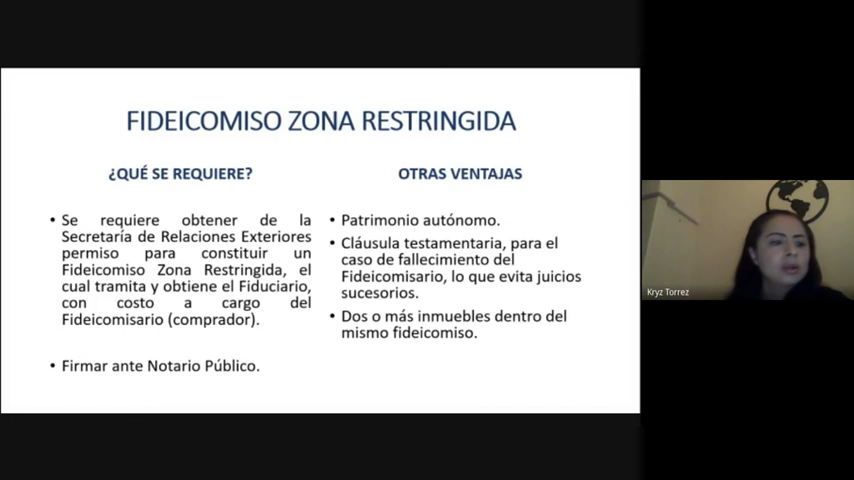 FIDEICOMISO ZONA RESTRINGIDA
¿QUÉ SE REQUIERE?
• Se requiere obtener de la
Secretaría de Relaciones Exteriores
permiso para constituir un
Fideicomiso Zona Restringida, el
cual tramita y obtiene el Fiduciario,
con costo a cargo del
Fideicomisario (comprador).
• Firmar ante Notario Público.
OTRAS VENTAJAS
• Patrimonio autónomo.
• Cláusula testamentaria, para el
caso de fallecimiento del
Fideicomisario, lo que evita juicios
sucesorios.
• Dos o más inmuebles dentro del
mismo fideicomiso.
Kryz Torrez